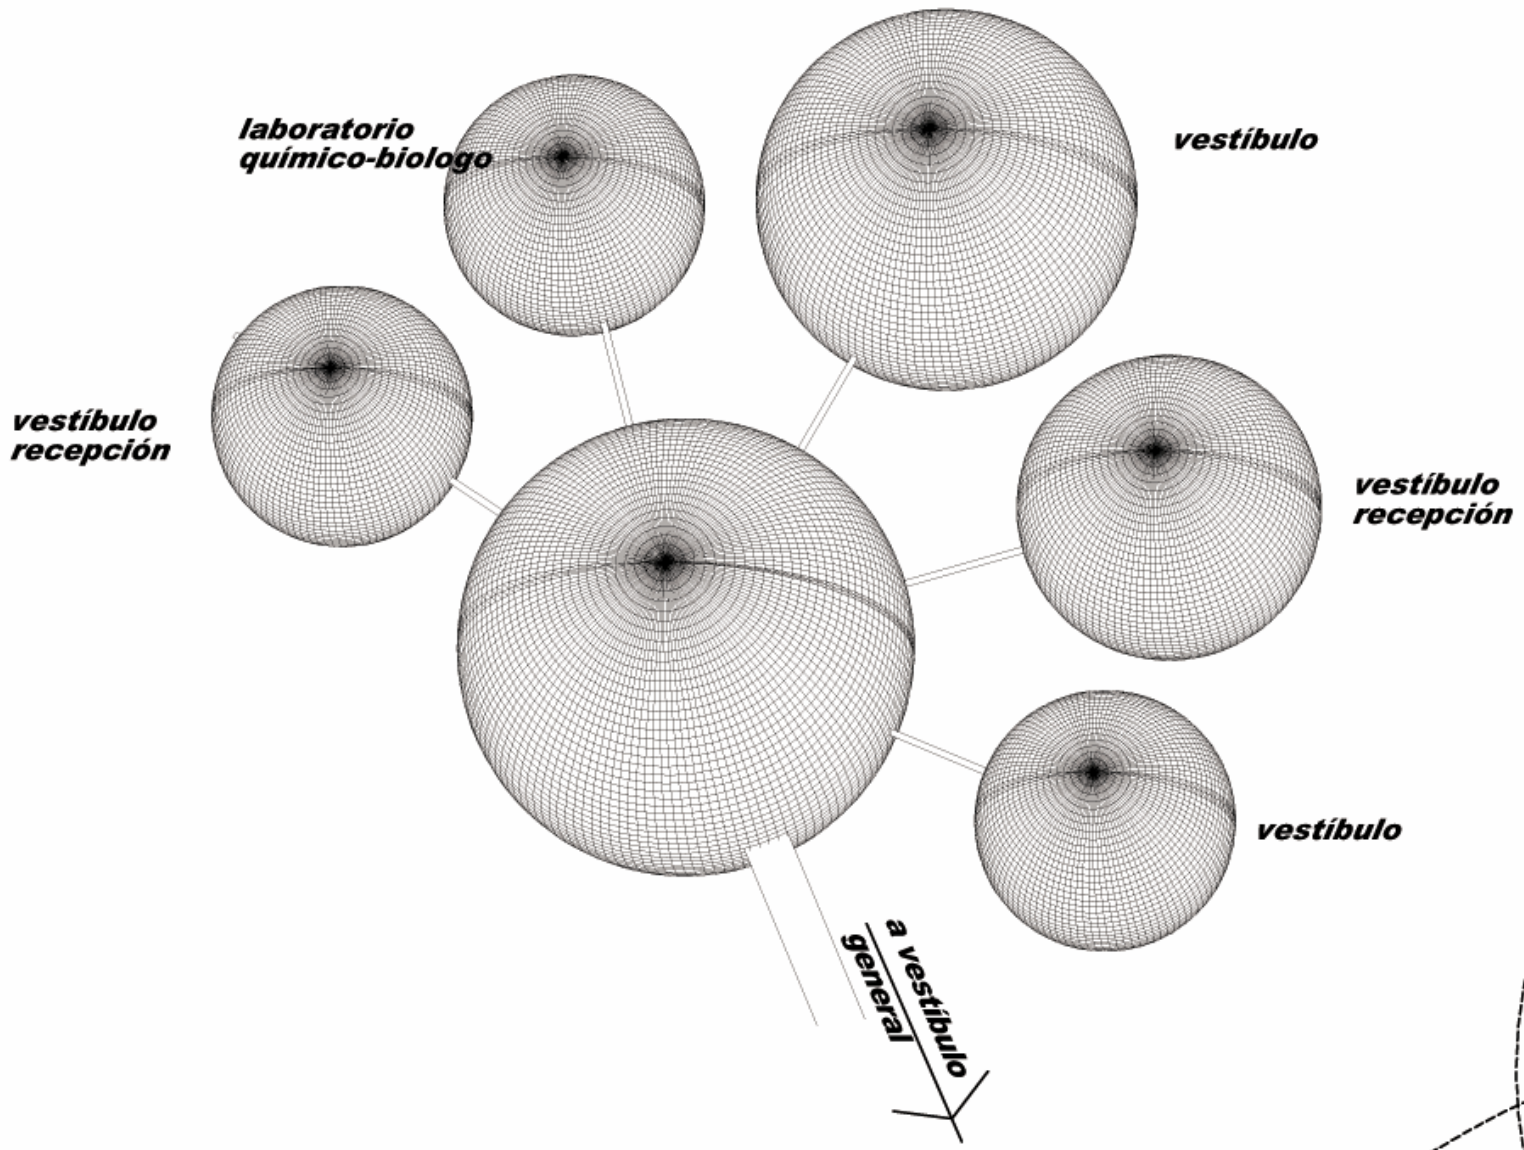 laboratorio
químico-biologo
vestíbulo
vestíbulo
recepción
vestíbulo
recepción
vestíbulo
a vestíbulo
general